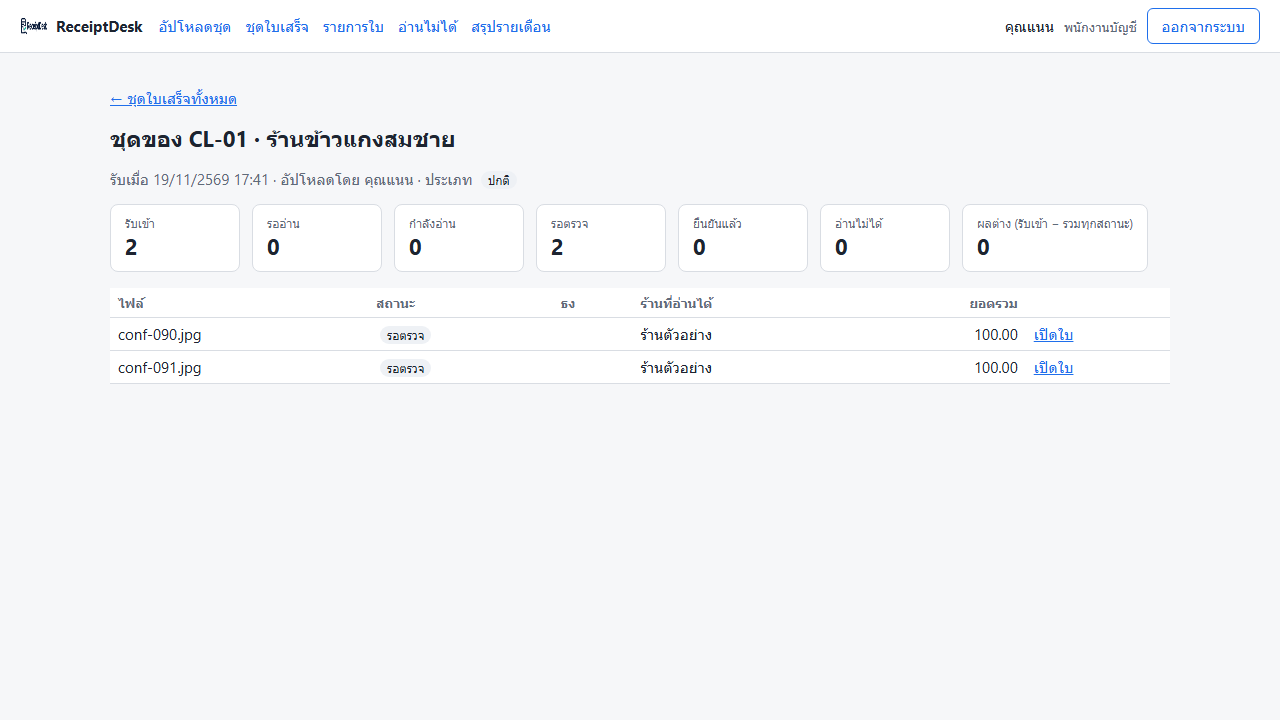 ReceiptDesk อัปโหลดชุด ชุดใบเสร็จ รายการใบ อ่านไม่ได้ สรุปรายเดือน คุณแนน พนักงานบัญชี ออกจากระบบ
← ชุดใบเสร็จทั้งหมด
ชุดของ CL-01 · ร้านข้าวแกงสมชาย
รับเมื่อ 19/11/2569 17:41 · อัปโหลดโดย คุณแนน · ประเภท ปกติ
รับเข้า รออ่าน กำลังอ่าน รอตรวจ ยืนยันแล้ว อ่านไม่ได้ ผลต่าง (รับเข้า − รวมทุกสถานะ)
2 0 0 2 0 0 0
ไฟล์ สถานะ ธง ร้านที่อ่านได้ ยอดรวม
conf-090.jpg รอตรวจ ร้านตัวอย่าง 100.00 เปิดใบ
conf-091.jpg รอตรวจ ร้านตัวอย่าง 100.00 เปิดใบ